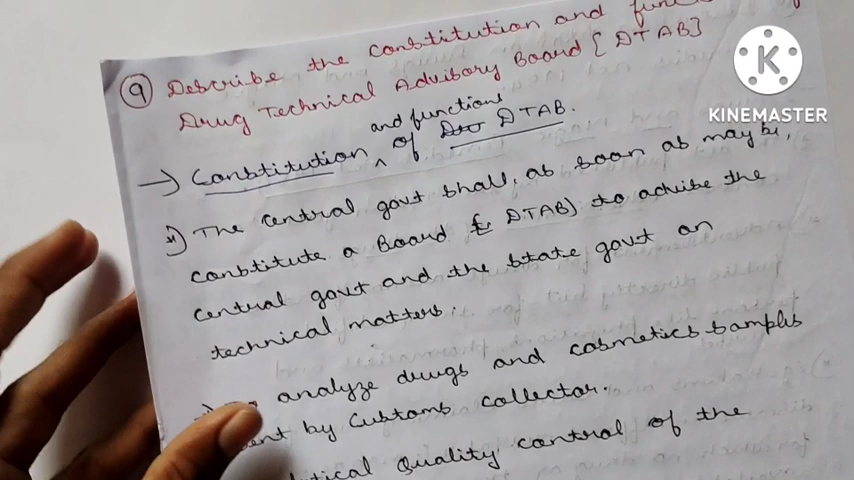 9 Describe the constitution and
Drug Technical Advisory Board [DTAB]
and functions
→ Constitution ^ of DTAB.
The central govt shall, as soon as may be,
constitute a Board DTAB) to advise the
central govt and the state govt on
technical matters.
analyze drugs and cosmetics samples
by Customs collector.
quality control of the
K
KINEMASTER